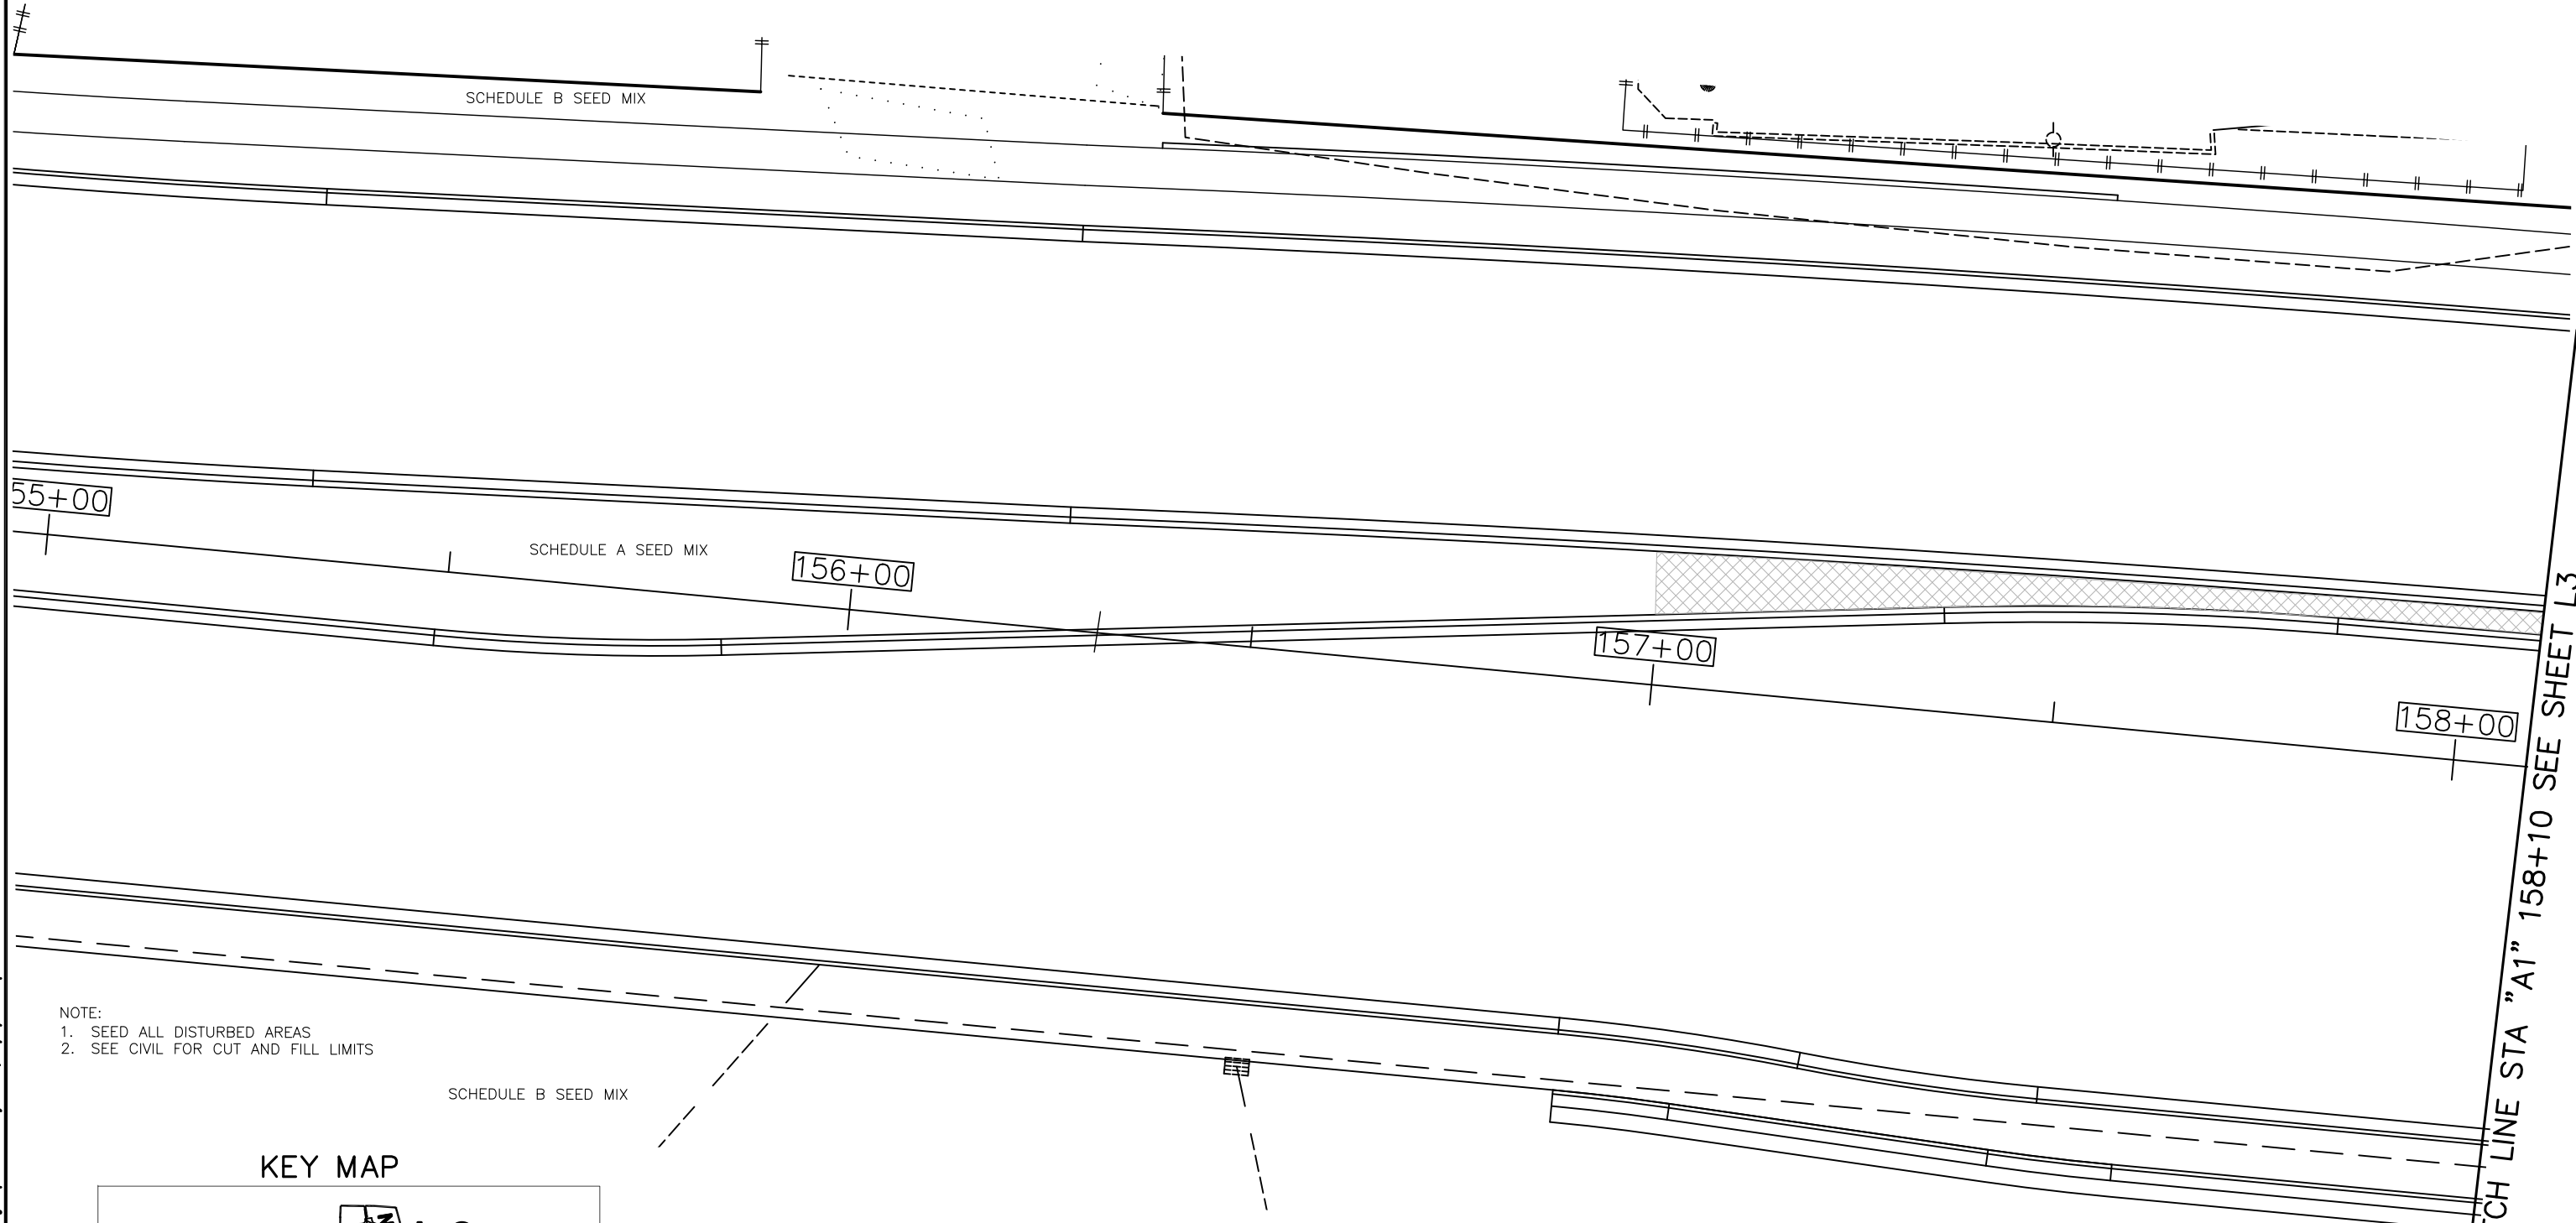 SCHEDULE B SEED MIX
55+00
SCHEDULE A SEED MIX
156+00
157+00
158+00
CH LINE STA "A1" 158+10 SEE SHEET L3
NOTE:
1. SEED ALL DISTURBED AREAS
2. SEE CIVIL FOR CUT AND FILL LIMITS
SCHEDULE B SEED MIX
KEY MAP